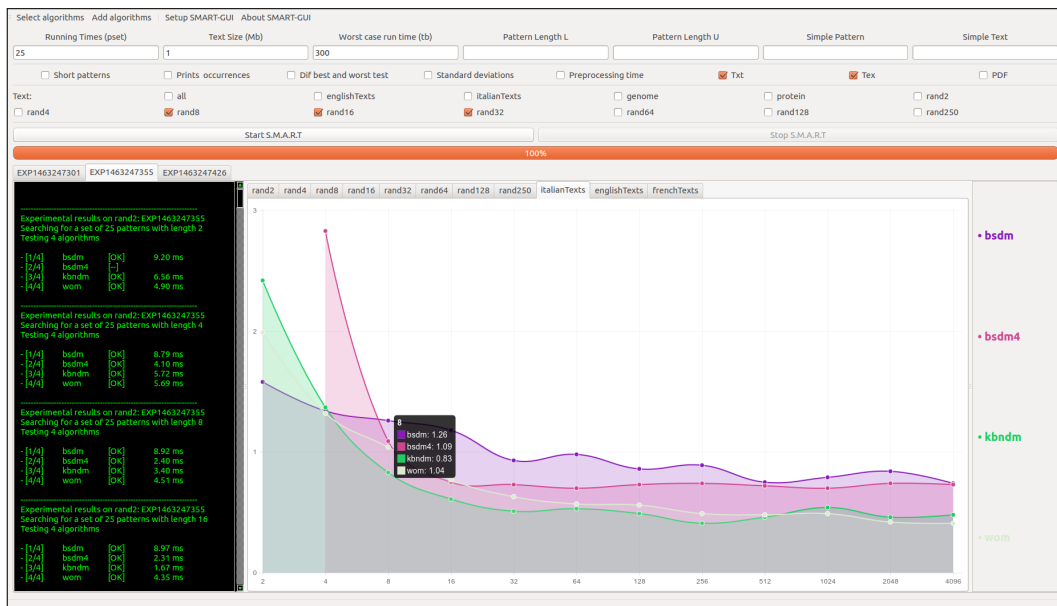 Select algorithms Add algorithms Setup SMART-GUI About SMART-GUI
Running Times (pset) Text Size (Mb) Worst case run time (tb) Pattern Length L Pattern Length U Simple Pattern Simple Text
25 1 300
Short patterns Prints occurrences Dif best and worst test Standard deviations Preprocessing time Txt Tex PDF
Text: all englishTexts italianTexts genome protein rand2
rand4 rand8 rand16 rand32 rand64 rand128 rand250
Start S.M.A.R.T Stop S.M.A.R.T
100%
EXP1463247301 EXP1463247355 EXP1463247426
rand2 rand4 rand8 rand16 rand32 rand64 rand128 rand250 italianTexts englishTexts frenchTexts
Experimental results on rand2: EXP1463247355
Searching for a set of 25 patterns with length 2
Testing 4 algorithms
- [1/4] bsdm [OK] 9.20 ms
- [2/4] bsdm4 [--]
- [3/4] kbndm [OK] 6.56 ms
- [4/4] wom [OK] 4.90 ms
Experimental results on rand2: EXP1463247355
Searching for a set of 25 patterns with length 4
Testing 4 algorithms
- [1/4] bsdm [OK] 8.79 ms
- [2/4] bsdm4 [OK] 4.10 ms
- [3/4] kbndm [OK] 5.72 ms
- [4/4] wom [OK] 5.69 ms
Experimental results on rand2: EXP1463247355
Searching for a set of 25 patterns with length 8
Testing 4 algorithms
- [1/4] bsdm [OK] 8.92 ms
- [2/4] bsdm4 [OK] 2.40 ms
- [3/4] kbndm [OK] 3.40 ms
- [4/4] wom [OK] 4.51 ms
Experimental results on rand2: EXP1463247355
Searching for a set of 25 patterns with length 16
Testing 4 algorithms
- [1/4] bsdm [OK] 8.97 ms
- [2/4] bsdm4 [OK] 2.31 ms
- [3/4] kbndm [OK] 1.67 ms
- [4/4] wom [OK] 4.35 ms
3
2
1
0
8
bsdm: 1.26
bsdm4: 1.09
kbndm: 0.83
wom: 1.04
2 4 8 16 32 64 128 256 512 1024 2048 4096
• bsdm
• bsdm4
• kbndm
• wom